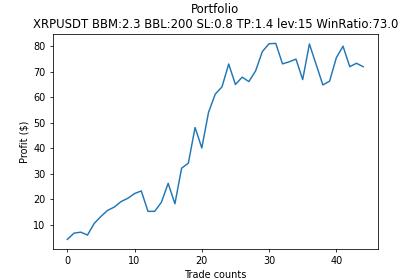 Portfolio
XRPUSDT BBM:2.3 BBL:200 SL:0.8 TP:1.4 lev:15 WinRatio:73.0
80
70
60
50
40
30
20
10
Profit ($)
0 10 20 30 40
Trade counts